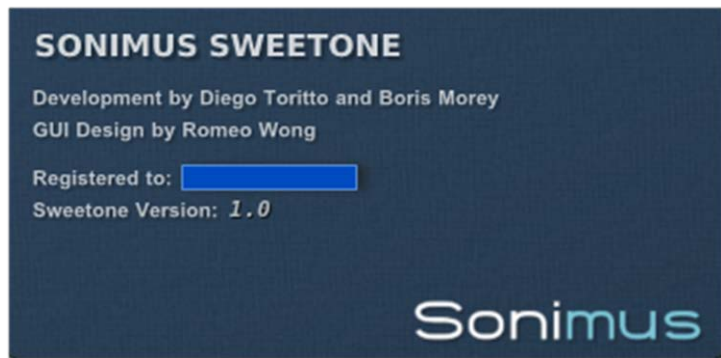 SONIMUS SWEETONE
Development by Diego Toritto and Boris Morey
GUI Design by Romeo Wong
Registered to:
Sweetone Version: 1.0
Sonimus